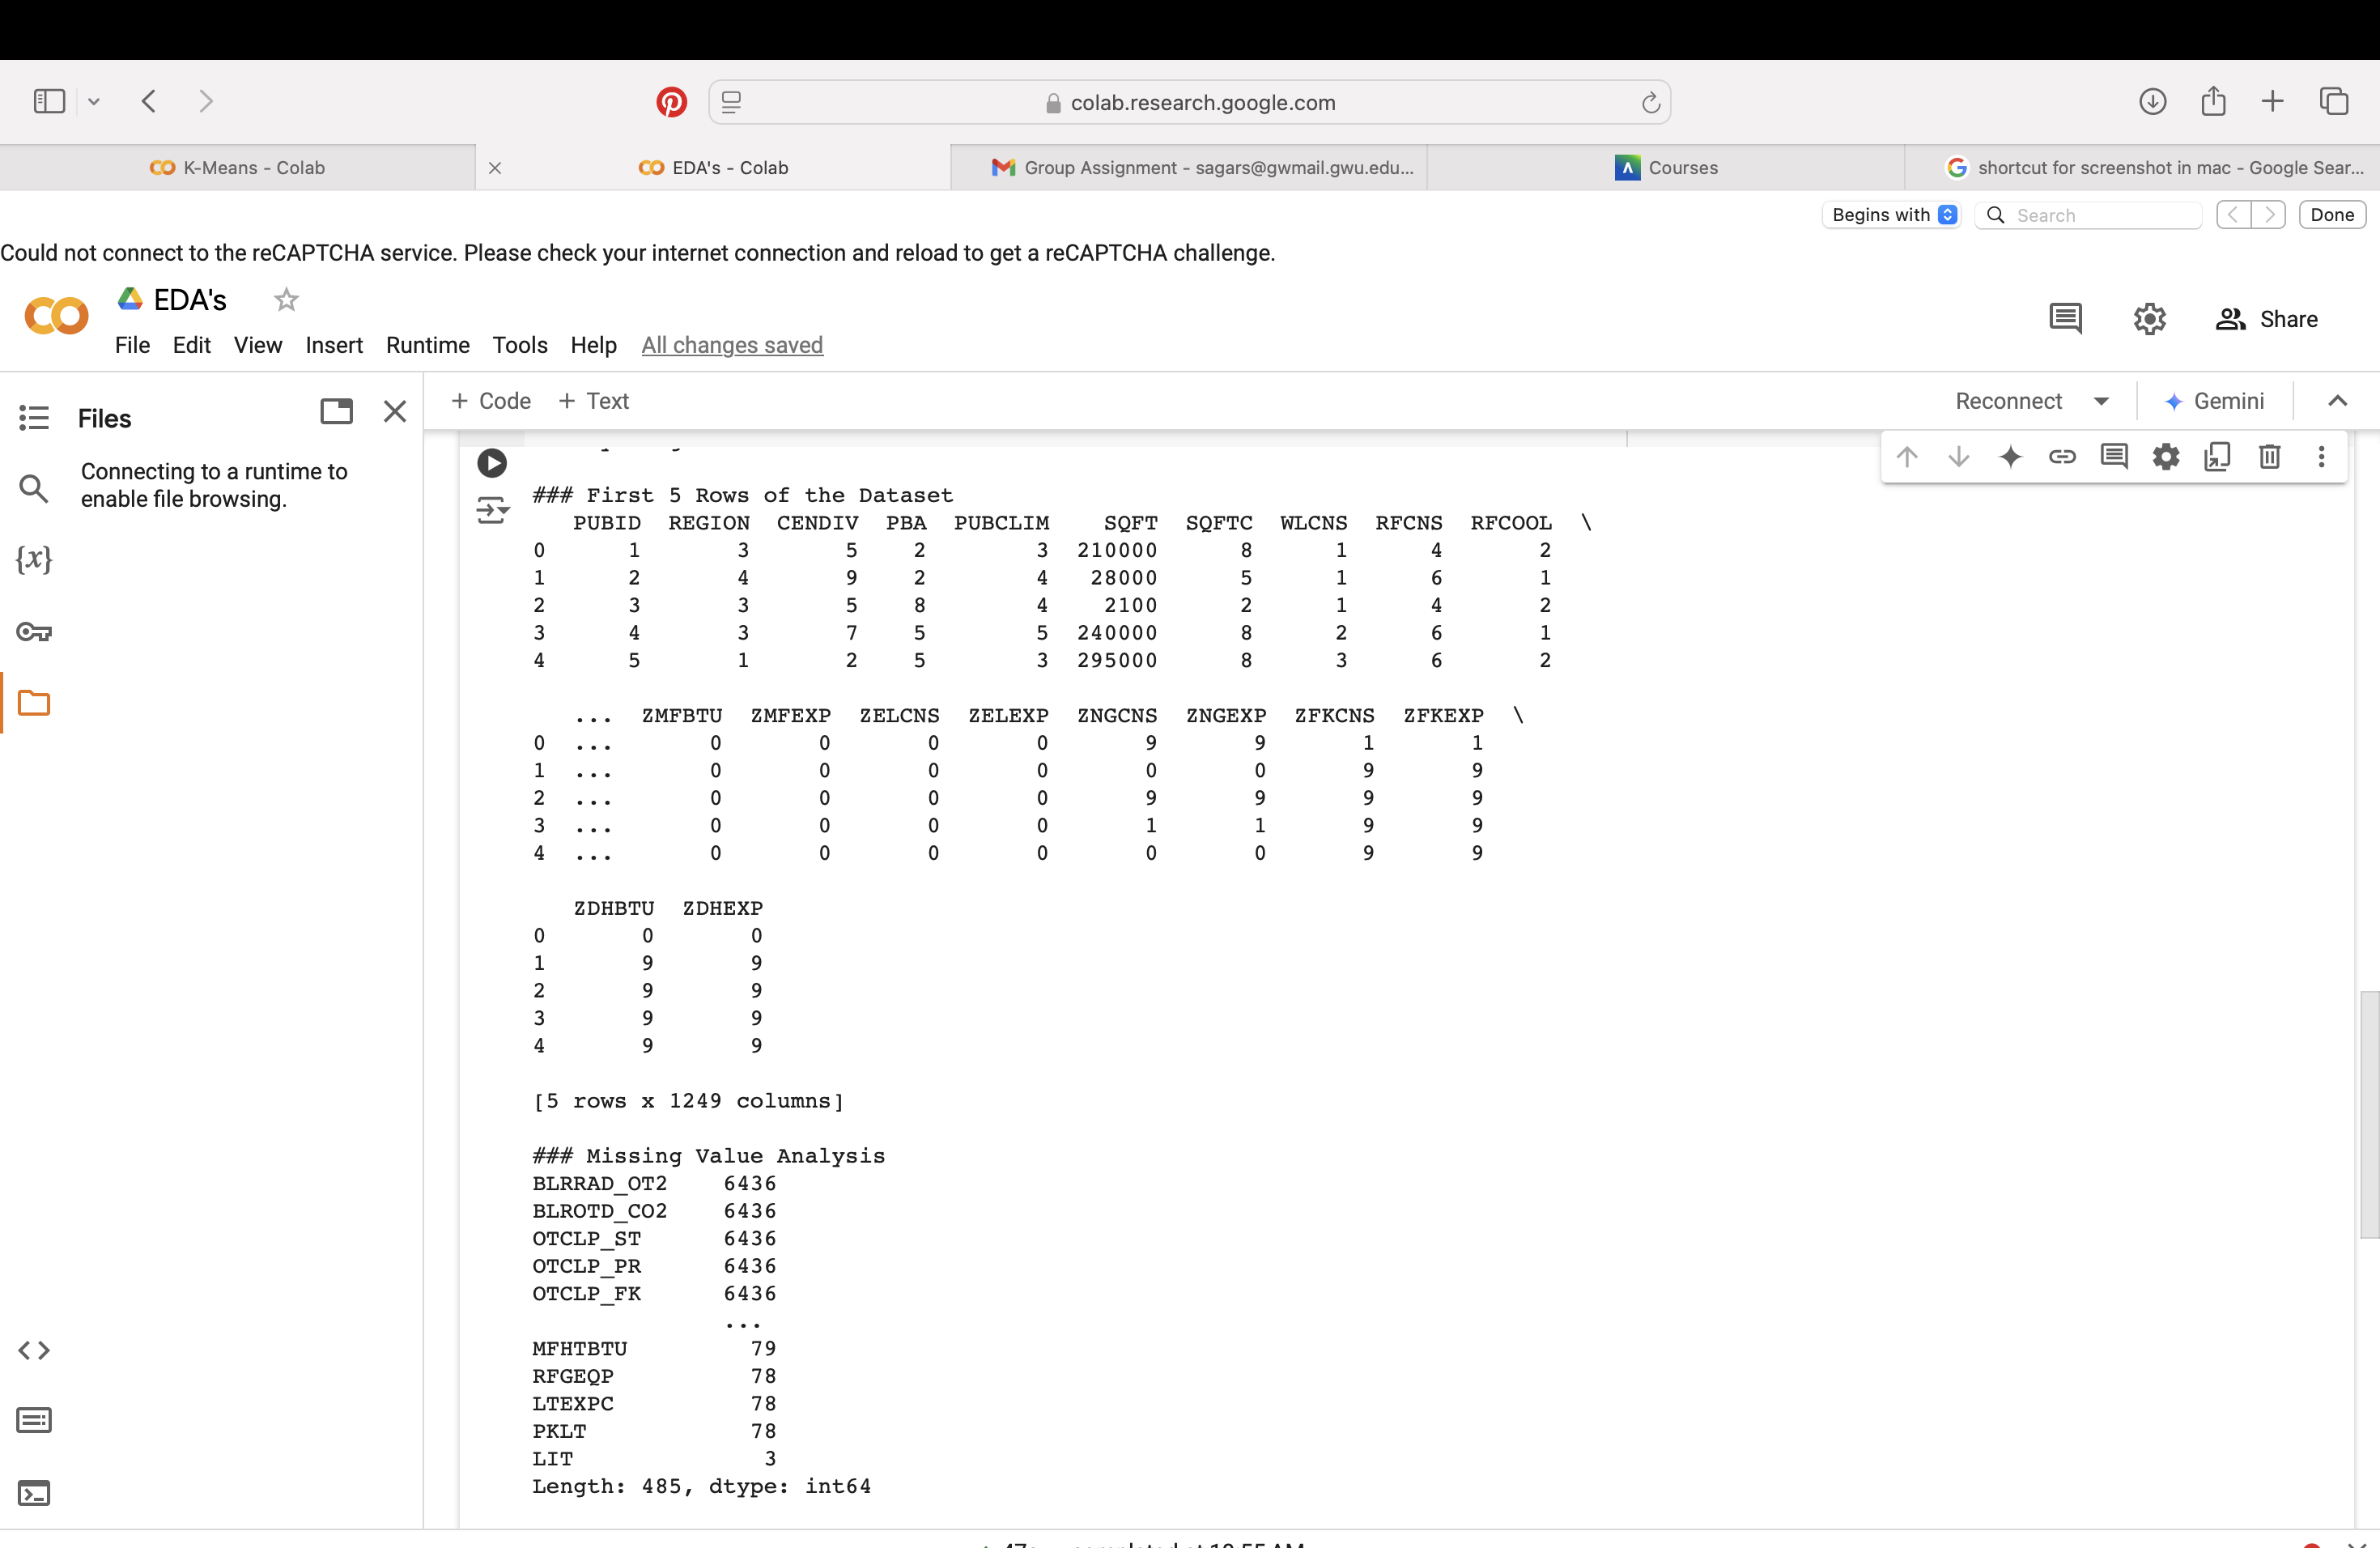 colab.research.google.com
K-Means - Colab
EDA's - Colab
Group Assignment - sagars@gwmail.gwu.edu...
Courses
shortcut for screenshot in mac - Google Sear...
Begins with
Search
Done
Could not connect to the reCAPTCHA service. Please check your internet connection and reload to get a reCAPTCHA challenge.
EDA's
File Edit View Insert Runtime Tools Help All changes saved
Share
Files
+ Code + Text
Reconnect
Gemini
Connecting to a runtime to
enable file browsing.
{x}
### First 5 Rows of the Dataset
PUBID REGION CENDIV PBA PUBCLIM SQFT SQFTC WLCNS RFCNS RFCOOL \
0 1 3 5 2 3 210000 8 1 4 2
1 2 4 9 2 4 28000 5 1 6 1
2 3 3 5 8 4 2100 2 1 4 2
3 4 3 7 5 5 240000 8 2 6 1
4 5 1 2 5 3 295000 8 3 6 2
... ZMFBTU ZMFEXP ZELCNS ZELEXP ZNGCNS ZNGEXP ZFKCNS ZFKEXP \
0 ... 0 0 0 0 9 9 1 1
1 ... 0 0 0 0 0 0 9 9
2 ... 0 0 0 0 9 9 9 9
3 ... 0 0 0 0 1 1 9 9
4 ... 0 0 0 0 0 0 9 9
ZDHBTU ZDHEXP
0 0 0
1 9 9
2 9 9
3 9 9
4 9 9
[5 rows x 1249 columns]
### Missing Value Analysis
BLRRAD_OT2 6436
BLROTD_CO2 6436
OTCLP_ST 6436
OTCLP_PR 6436
OTCLP_FK 6436
...
MFHTBTU 79
RFGEQP 78
LTEXPC 78
PKLT 78
LIT 3
Length: 485, dtype: int64